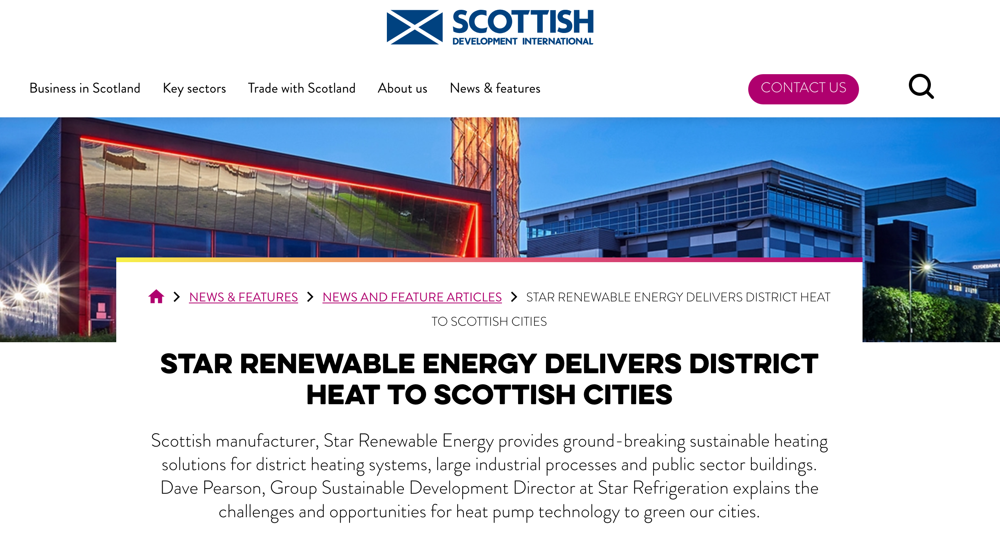 SCOTTISH
DEVELOPMENT INTERNATIONAL
Business in Scotland Key sectors Trade with Scotland About us News & features CONTACT US
CLYDEBANK
NEWS & FEATURES NEWS AND FEATURE ARTICLES STAR RENEWABLE ENERGY DELIVERS DISTRICT HEAT
TO SCOTTISH CITIES
STAR RENEWABLE ENERGY DELIVERS DISTRICT
HEAT TO SCOTTISH CITIES
Scottish manufacturer, Star Renewable Energy provides ground-breaking sustainable heating
solutions for district heating systems, large industrial processes and public sector buildings.
Dave Pearson, Group Sustainable Development Director at Star Refrigeration explains the
challenges and opportunities for heat pump technology to green our cities.